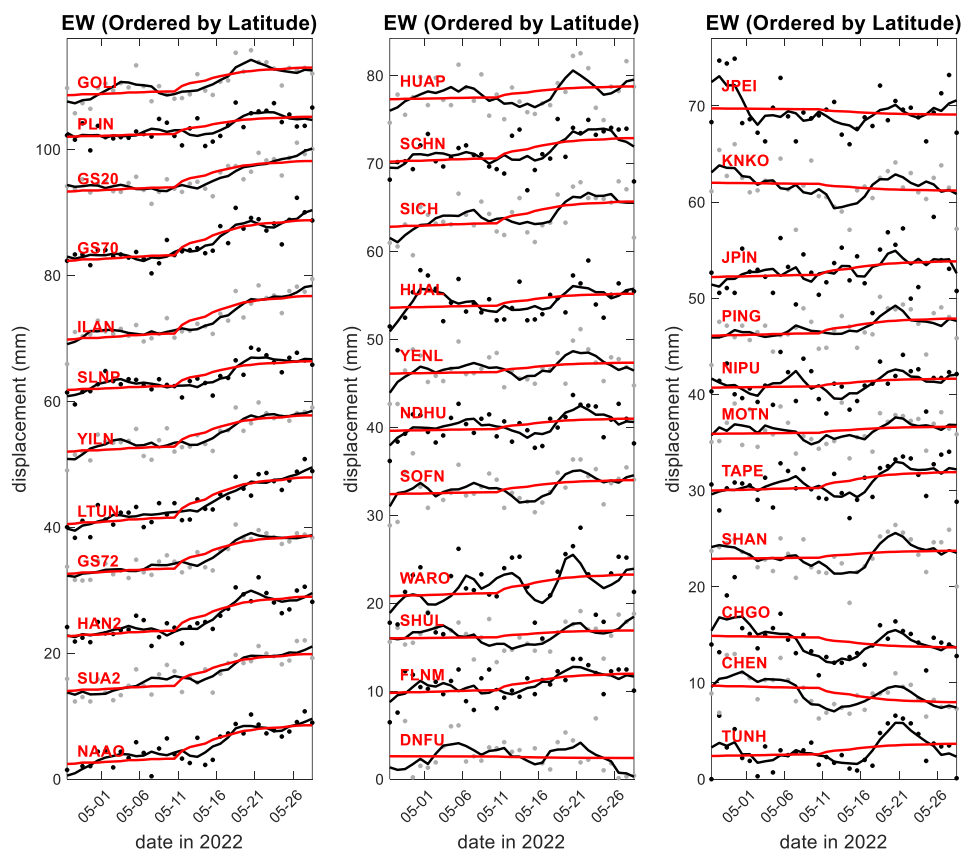 EW (Ordered by Latitude)
displacement (mm)
100
80
60
40
20
0
GOLI
PLIN
GS20
GS70
ILAN
SLNP
YILN
LTUN
GS72
HAN2
SUA2
NAAO
05-01
05-06
05-11
05-16
05-21
05-26
date in 2022
EW (Ordered by Latitude)
displacement (mm)
80
70
60
50
40
30
20
10
0
HUAP
SCHN
SICH
HUAL
YENL
NDHU
SOFN
WARO
SHUL
FLNM
DNFU
05-01
05-06
05-11
05-16
05-21
05-26
date in 2022
EW (Ordered by Latitude)
displacement (mm)
70
60
50
40
30
20
10
0
JPEI
KNKO
JPIN
PING
NIPU
MOTN
TAPE
SHAN
CHGO
CHEN
TUNH
05-01
05-06
05-11
05-16
05-21
05-26
date in 2022